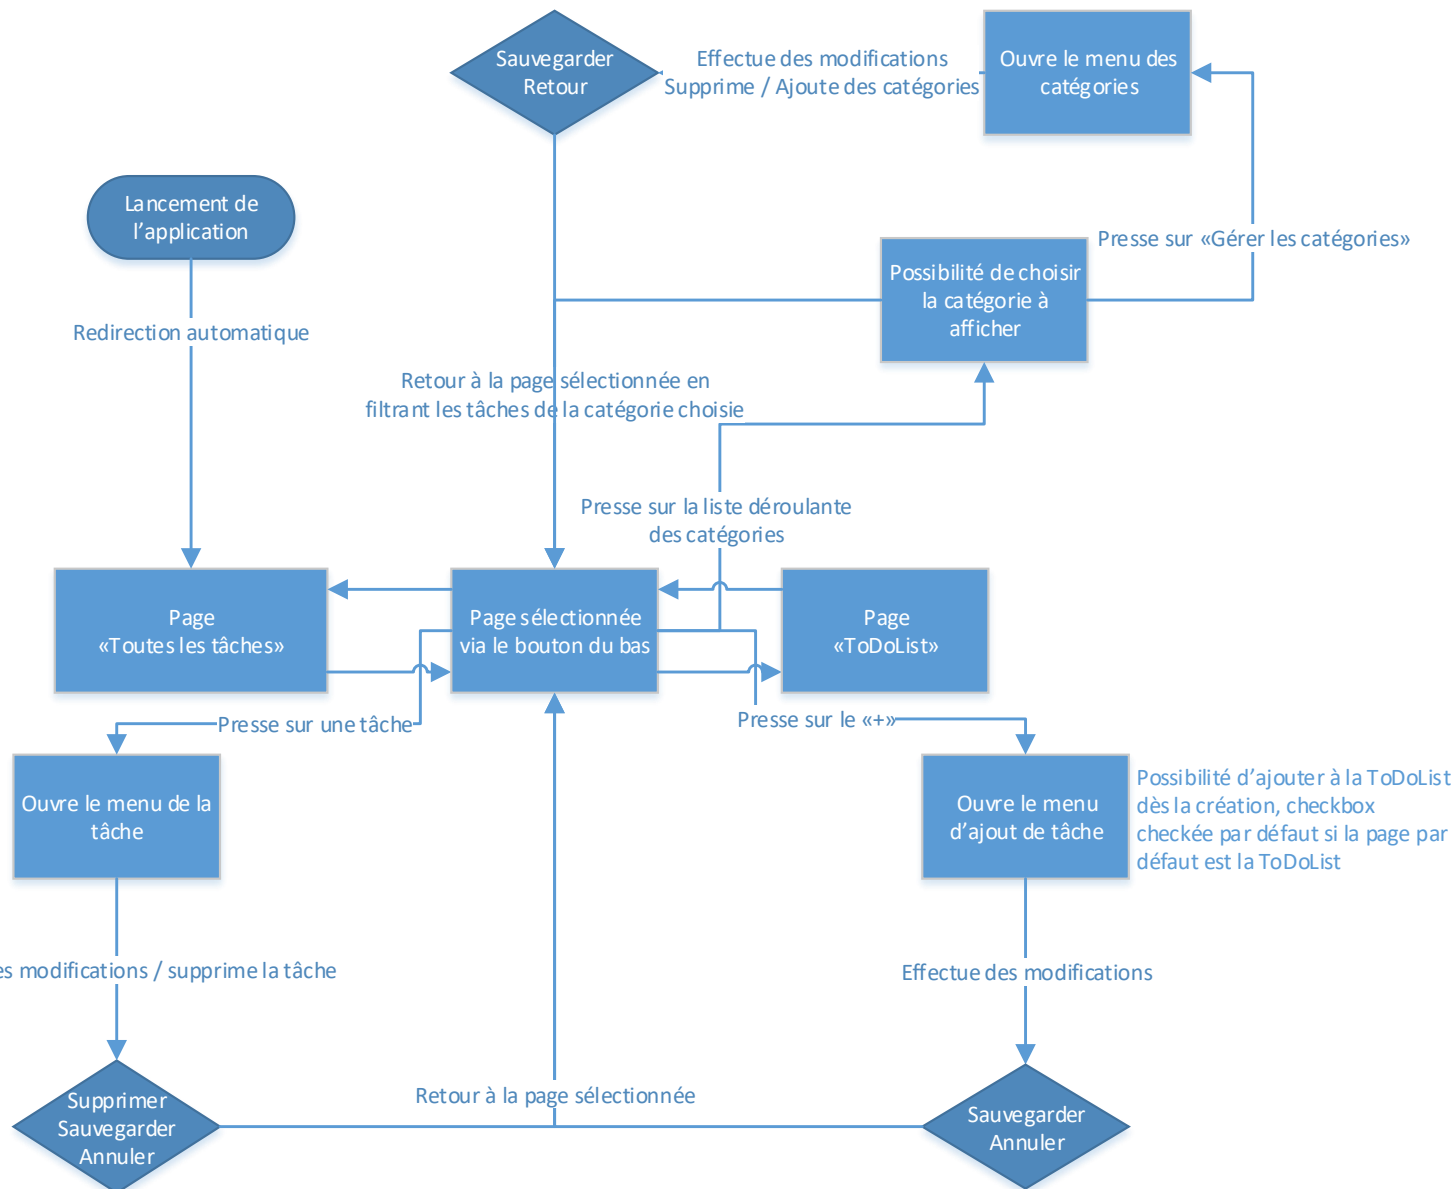 Sauvegarder
Retour
Effectue des modifications
Supprime / Ajoute des catégories
Ouvre le menu des
catégories
Lancement de
l'application
Presse sur «Gérer les catégories»
Possibilité de choisir
la catégorie à
afficher
Redirection automatique
Retour à la page sélectionnée en
filtrant les tâches de la catégorie choisie
Presse sur la liste déroulante
des catégories
Page
«Toutes les tâches»
Page sélectionnée
via le bouton du bas
Page
«ToDoList»
Presse sur une tâche
Presse sur le «+»
Ouvre le menu de la
tâche
Ouvre le menu
d'ajout de tâche
Possibilité d'ajouter à la ToDoList
dès la création, checkbox
checkée par défaut si la page par
défaut est la ToDoList
modifications / supprime la tâche
Effectue des modifications
Retour à la page sélectionnée
Supprimer
Sauvegarder
Annuler
Sauvegarder
Annuler